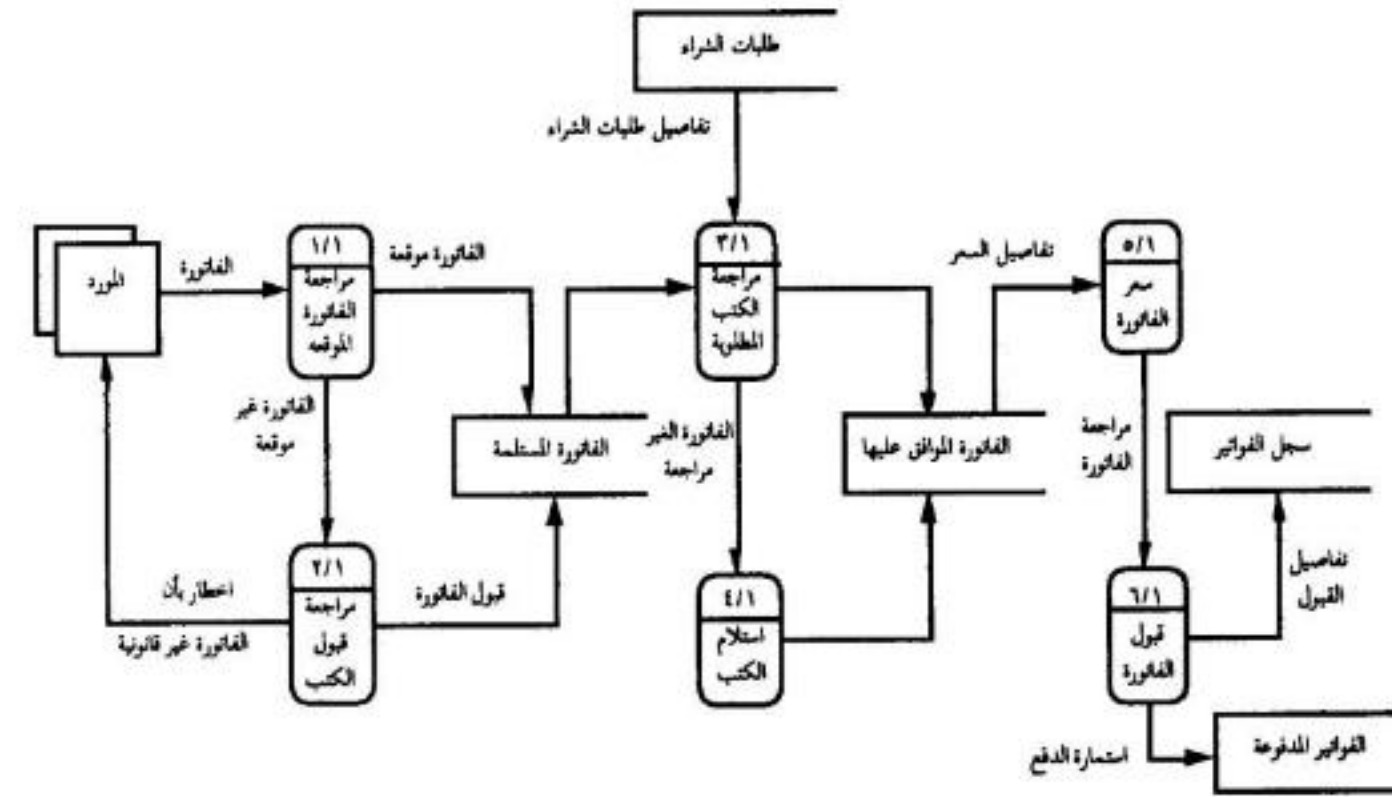 طلبات الشراء
تفاصيل طلبات الشراء
المورد
الفاتورة
١/١
مراجعة
الفاتورة
الموقعه
الفاتورة موقعة
٣/١
مراجعة
الكتب
المطلوبة
تفاصيل السعر
٥/١
سعر
الفاتورة
الفاتورة غير
موقعة
الفاتورة المستلمة
الفاتورة الغير
مراجعة
الفاتورة الموافق عليها
مراجعة
الفاتورة
سجل الفواتير
٢/١
مراجعة
قبول
الكتب
اخطار بأن
الفاتورة غير قانونية
قبول الفاتورة
٤/١
استلام
الكتب
٦/١
قبول
الفاتورة
تفاصيل
القبول
استمارة الدفع
الفواتير المدفوعة